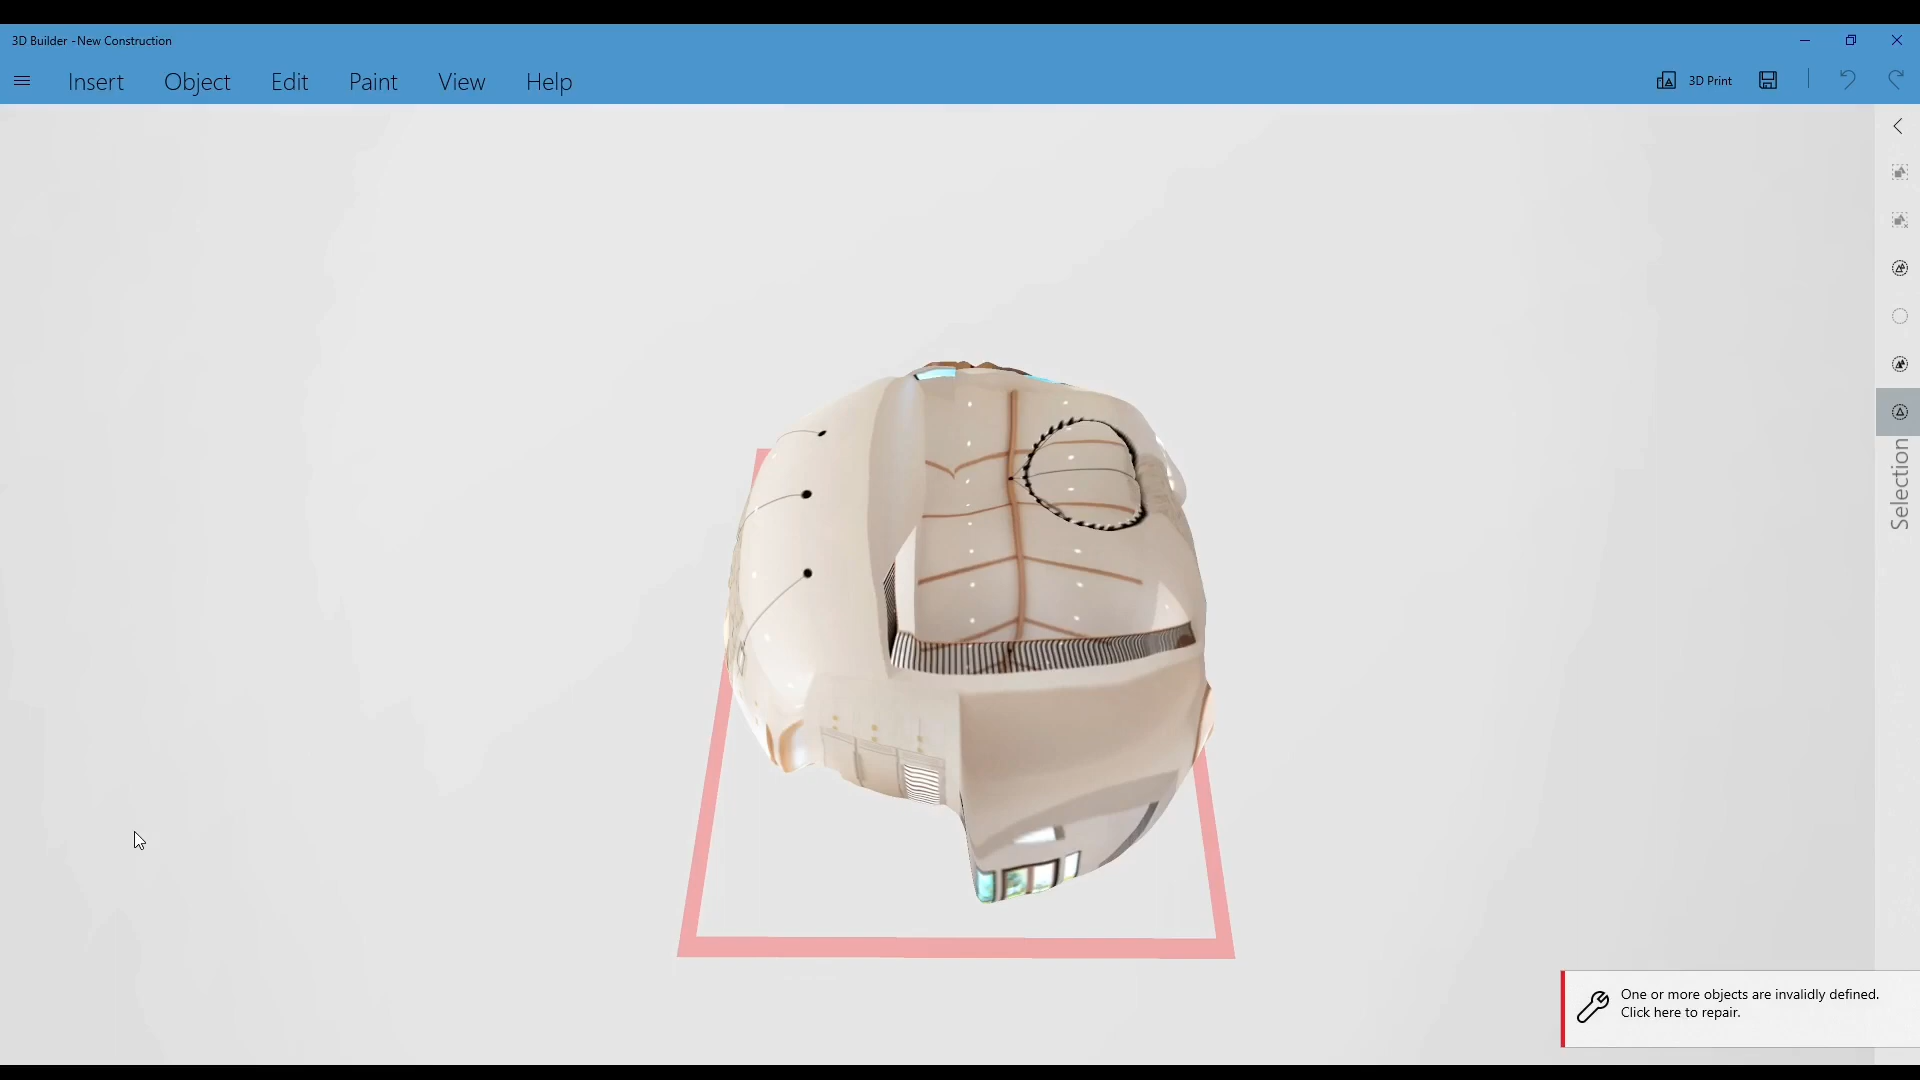 3D Builder -New Construction
Insert Object Edit Paint View Help
3D Print
Selection
One or more objects are invalidly defined.
Click here to repair.